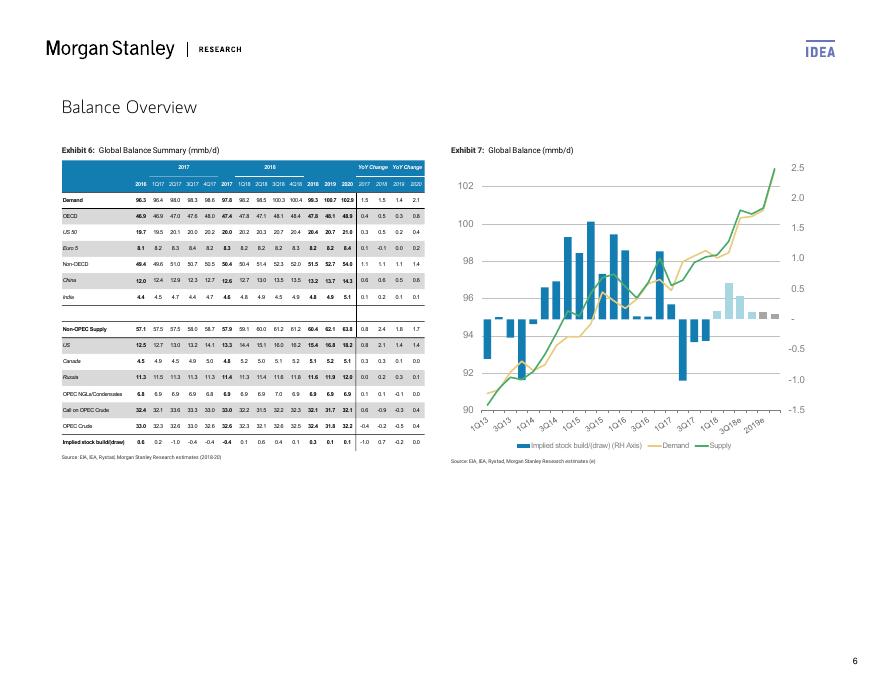 Morgan Stanley | RESEARCH
IDEA
Balance Overview
Exhibit 6: Global Balance Summary (mmb/d)
2017 2018 YoY Change YoY Change
2016 1Q17 2Q17 3Q17 4Q17 2017 1Q18 2Q18 3Q18 4Q18 2018 2019 2020 2017 2018 2019 2020
Demand 96.3 96.4 98.0 98.3 98.6 97.8 98.2 98.5 100.3 100.4 99.3 100.7 102.9 1.5 1.5 1.4 2.1
OECD 46.9 46.9 47.0 47.6 48.0 47.4 47.8 47.1 48.1 48.4 47.8 48.1 48.9 0.4 0.5 0.3 0.8
US 50 19.7 19.5 20.1 20.0 20.2 20.0 20.2 20.3 20.7 20.4 20.4 20.7 21.0 0.3 0.5 0.2 0.4
Euro 5 8.1 8.2 8.3 8.4 8.2 8.3 8.2 8.2 8.2 8.3 8.2 8.2 8.4 0.1 -0.1 0.0 0.2
Non-OECD 49.4 49.6 51.0 50.7 50.5 50.4 50.4 51.4 52.3 52.0 51.5 52.7 54.0 1.1 1.1 1.1 1.4
China 12.0 12.4 12.9 12.3 12.7 12.6 12.7 13.0 13.5 13.5 13.2 13.7 14.3 0.6 0.6 0.5 0.6
India 4.4 4.5 4.7 4.4 4.7 4.6 4.8 4.9 4.5 4.9 4.8 4.9 5.1 0.1 0.2 0.1 0.1
Non-OPEC Supply 57.1 57.5 57.5 58.0 58.7 57.9 59.1 60.0 61.2 61.2 60.4 62.1 63.8 0.8 2.4 1.8 1.7
US 12.5 12.7 13.0 13.2 14.1 13.3 14.4 15.1 16.0 16.2 15.4 16.8 18.2 0.8 2.1 1.4 1.4
Canada 4.5 4.9 4.5 4.9 5.0 4.8 5.2 5.0 5.1 5.2 5.1 5.2 5.1 0.3 0.3 0.1 0.0
Russia 11.3 11.5 11.3 11.3 11.3 11.4 11.3 11.4 11.6 11.8 11.6 11.9 12.0 0.0 0.2 0.3 0.1
OPEC NGLs/Condensates 6.8 6.9 6.9 6.9 6.8 6.9 6.9 6.9 7.0 6.9 6.9 6.9 6.9 0.1 0.1 -0.1 0.0
Call on OPEC Crude 32.4 32.1 33.6 33.3 33.0 33.0 32.2 31.5 32.2 32.3 32.1 31.7 32.1 0.6 -0.9 -0.3 0.4
OPEC Crude 33.0 32.3 32.6 33.0 32.6 32.6 32.3 32.1 32.6 32.5 32.4 31.8 32.2 -0.4 -0.2 -0.5 0.4
Implied stock build/(draw) 0.6 0.2 -1.0 -0.4 -0.4 -0.4 0.1 0.6 0.4 0.1 0.3 0.1 0.1 -1.0 0.7 -0.2 0.0
Source: EIA, IEA, Rystad, Morgan Stanley Research estimates (2018-20)
Exhibit 7: Global Balance (mmb/d)
2.5
102 2.0
100 1.5
1.0
98
0.5
96
-
94 -0.5
92 -1.0
90 -1.5
1Q13 3Q13 1Q14 3Q14 1Q15 3Q15 1Q16 3Q16 1Q17 3Q17 1Q18 3Q18e 2019e
Implied stock build/(draw) (RH Axis) Demand Supply
Source: EIA, IEA, Rystad, Morgan Stanley Research estimates (e)
6